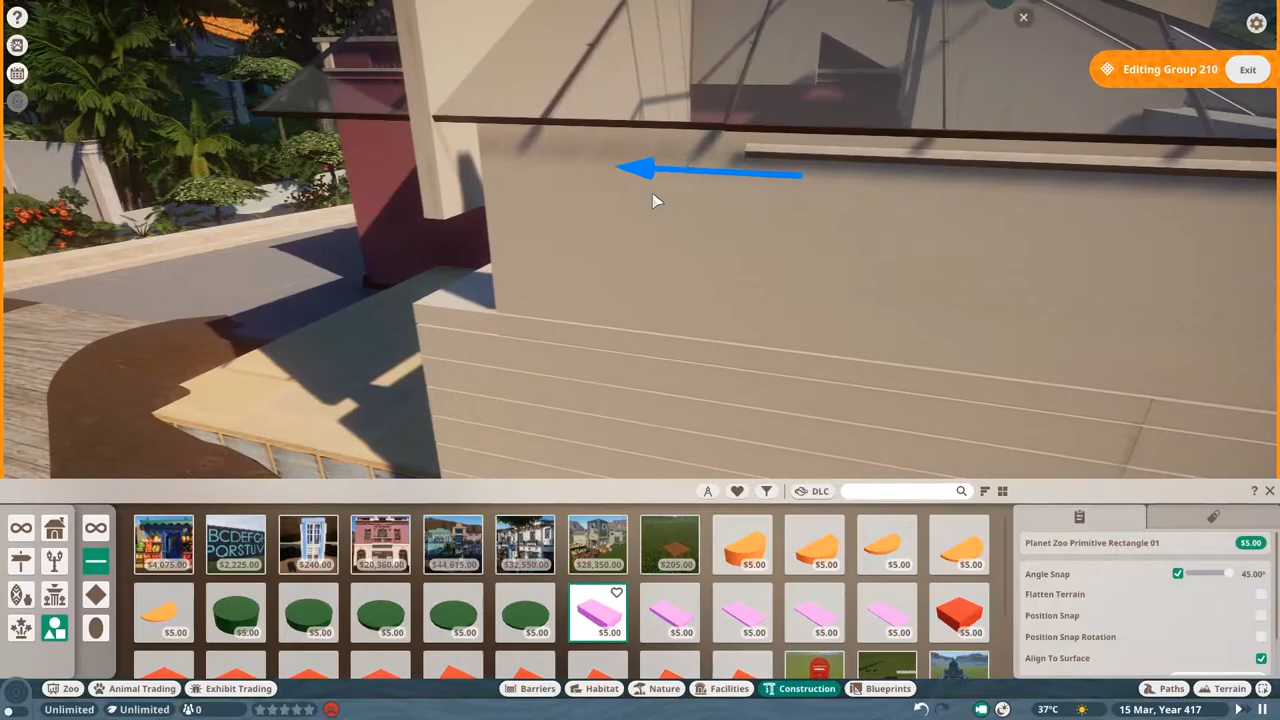 ?
Editing Group 210 Exit
DLC
?
$4,075.00 $2,225.00 $240.00 $20,360.00 $44,615.00 $32,550.00 $28,350.00 $205.00 $5.00 $5.00 $5.00 $5.00
$5.00 $5.00 $5.00 $5.00 $5.00 $5.00 $5.00 $5.00 $5.00 $5.00 $5.00 $5.00
Planet Zoo Primitive Rectangle 01 $5.00
Angle Snap 45.00°
Flatten Terrain
Position Snap
Position Snap Rotation
Align To Surface
Zoo Animal Trading Exhibit Trading Barriers Habitat Nature Facilities Construction Blueprints Paths Terrain
Unlimited Unlimited 0 37°C 15 Mar, Year 417